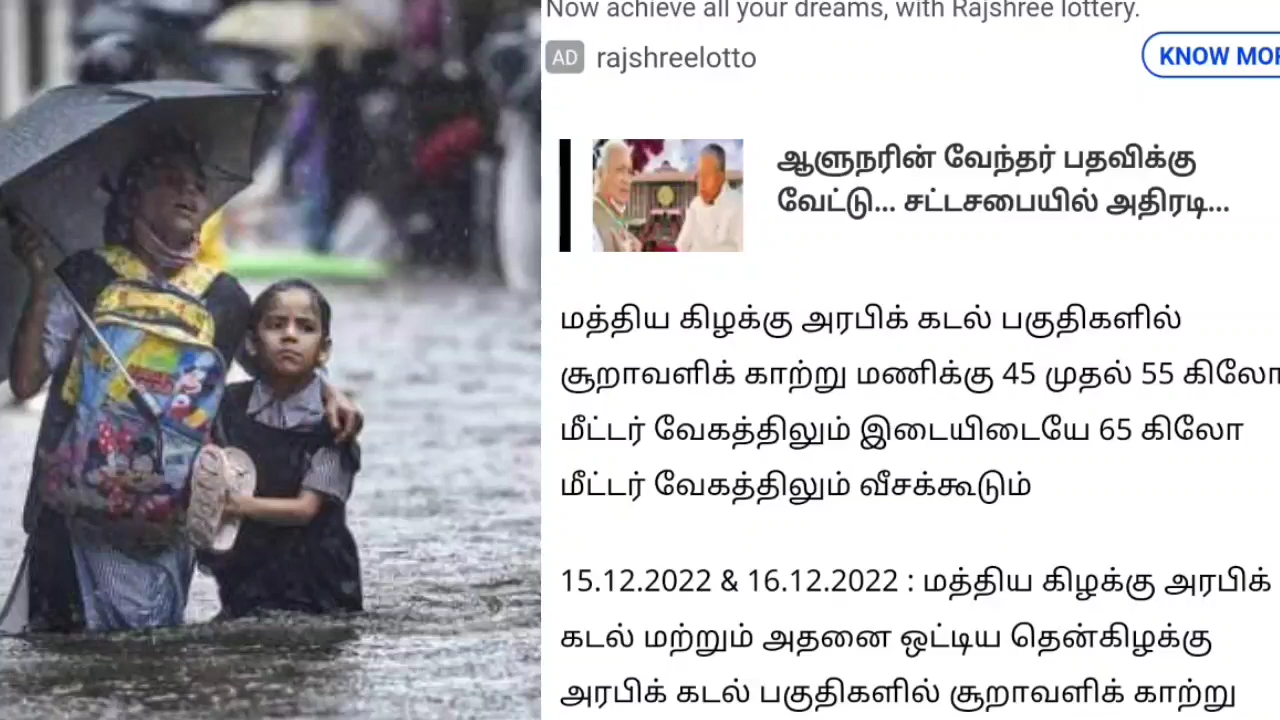 Now achieve all your dreams, with Rajshree lottery.
AD rajshreelotto
KNOW MOR
ஆளுநரின் வேந்தர் பதவிக்கு
வேட்டு... சட்டசபையில் அதிரடி...
மத்திய கிழக்கு அரபிக் கடல் பகுதிகளில்
சூறாவளிக் காற்று மணிக்கு 45 முதல் 55 கிலோ
மீட்டர் வேகத்திலும் இடையிடையே 65 கிலோ
மீட்டர் வேகத்திலும் வீசக்கூடும்
15.12.2022 & 16.12.2022 : மத்திய கிழக்கு அரபிக்
கடல் மற்றும் அதனை ஒட்டிய தென்கிழக்கு
அரபிக் கடல் பகுதிகளில் சூறாவளிக் காற்று